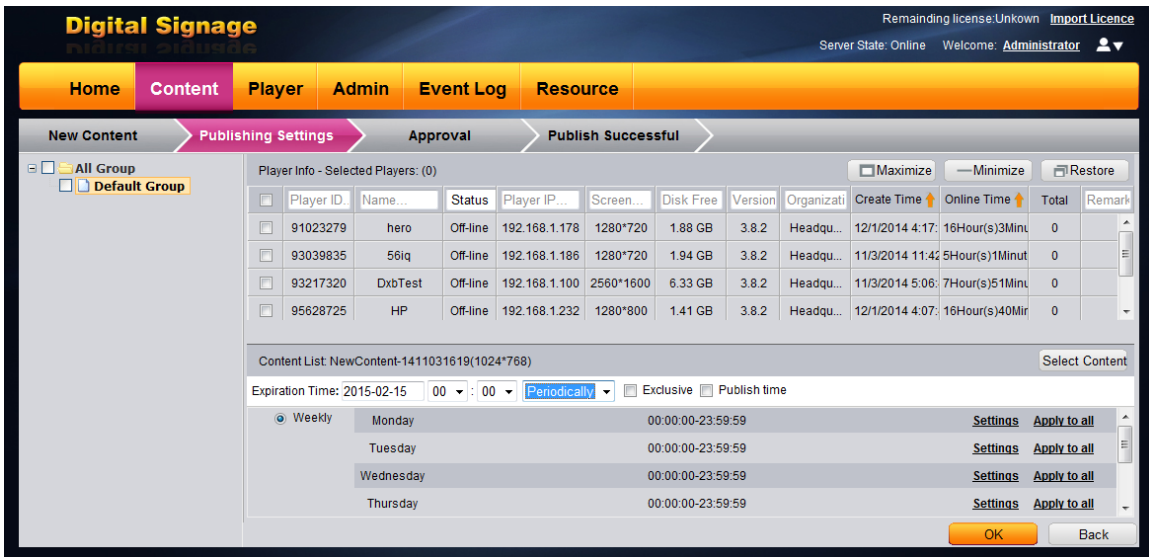 Digital Signage
Remainding license:Unkown Import Licence
Server State: Online Welcome: Administrator
Home Content Player Admin Event Log Resource
New Content Publishing Settings Approval Publish Successful
All Group
Default Group
Player Info - Selected Players: (0) Maximize Minimize Restore
Player ID. Name... Status Player IP... Screen... Disk Free Version Organizati Create Time Online Time Total Remark
91023279 hero Off-line 192.168.1.178 1280*720 1.88 GB 3.8.2 Headqu... 12/1/2014 4:17: 16Hour(s)3Minu 0
93039835 56iq Off-line 192.168.1.186 1280*720 1.94 GB 3.8.2 Headqu... 11/3/2014 11:42 5Hour(s)1Minut 0
93217320 DxbTest Off-line 192.168.1.100 2560*1600 6.33 GB 3.8.2 Headqu... 11/3/2014 5:06: 7Hour(s)51Minu 0
95628725 HP Off-line 192.168.1.232 1280*800 1.41 GB 3.8.2 Headqu... 12/1/2014 4:07: 16Hour(s)40Mir 0
Content List: NewContent-1411031619(1024*768) Select Content
Expiration Time: 2015-02-15 00 : 00 Periodically Exclusive Publish time
Weekly Monday 00:00:00-23:59:59 Settings Apply to all
Tuesday 00:00:00-23:59:59 Settings Apply to all
Wednesday 00:00:00-23:59:59 Settings Apply to all
Thursday 00:00:00-23:59:59 Settings Apply to all
OK Back